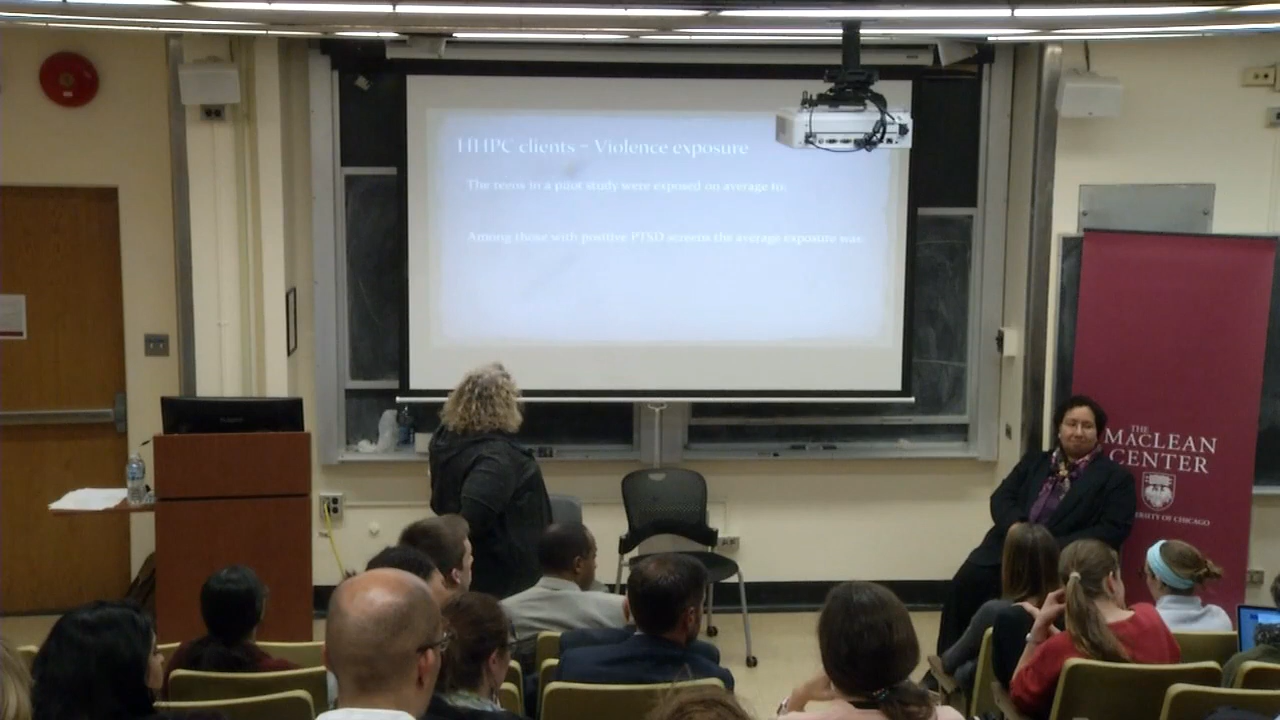 HHPC clients – Violence exposure
The teens in a pilot study were exposed on average to:
Among those with positive PTSD screens the average exposure was:
THE
MACLEAN
CENTER
UNIVERSITY OF CHICAGO